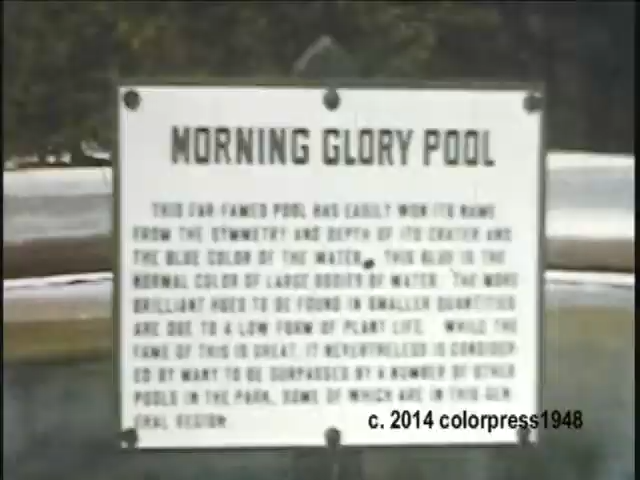 MORNING GLORY POOL
THIS FAR-FAMED POOL HAS EASILY WON ITS NAME
FROM THE SYMMETRY AND DEPTH OF ITS CRATER AND
THE BLUE COLOR OF THE WATER. THIS BLUE IS THE
NORMAL COLOR OF LARGE BODIES OF WATER. THE MORE
BRILLIANT HUES TO BE FOUND IN SMALLER QUANTITIES
ARE DUE TO A LOW FORM OF PLANT LIFE. WHILE THE
FAME OF THIS IS GREAT, IT NEVERTHELESS IS CONSIDER-
ED BY MANY TO BE SURPASSED BY A NUMBER OF OTHER
POOLS IN THE PARK, SOME OF WHICH ARE IN THIS GEN-
ERAL REGION.
c. 2014 colorpress1948